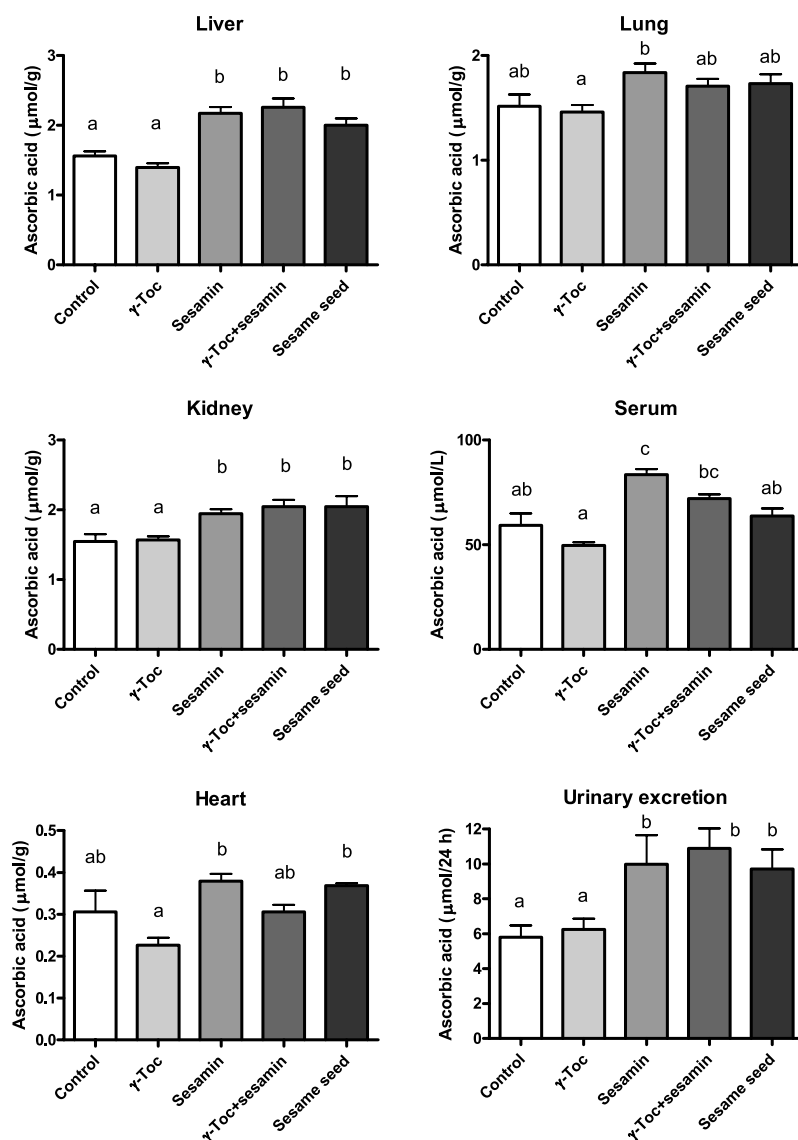 Liver
Ascorbic acid (μmol/g)
3
2
1
0
a
a
b
b
b
Control
γ-Toc
Sesamin
γ-Toc+sesamin
Sesame seed
Lung
Ascorbic acid (μmol/g)
2
1
0
ab
a
b
ab
ab
Control
γ-Toc
Sesamin
γ-Toc+sesamin
Sesame seed
Kidney
Ascorbic acid (μmol/g)
3
2
1
0
a
a
b
b
b
Control
γ-Toc
Sesamin
γ-Toc+sesamin
Sesame seed
Serum
Ascorbic acid (μmol/L)
100
50
0
ab
a
c
bc
ab
Control
γ-Toc
Sesamin
γ-Toc+sesamin
Sesame seed
Heart
Ascorbic acid (μmol/g)
0.5
0.4
0.3
0.2
0.1
0.0
ab
a
b
ab
b
Control
γ-Toc
Sesamin
γ-Toc+sesamin
Sesame seed
Urinary excretion
Ascorbic acid (μmol/24 h)
12
10
8
6
4
2
0
a
a
b
b
b
Control
γ-Toc
Sesamin
γ-Toc+sesamin
Sesame seed